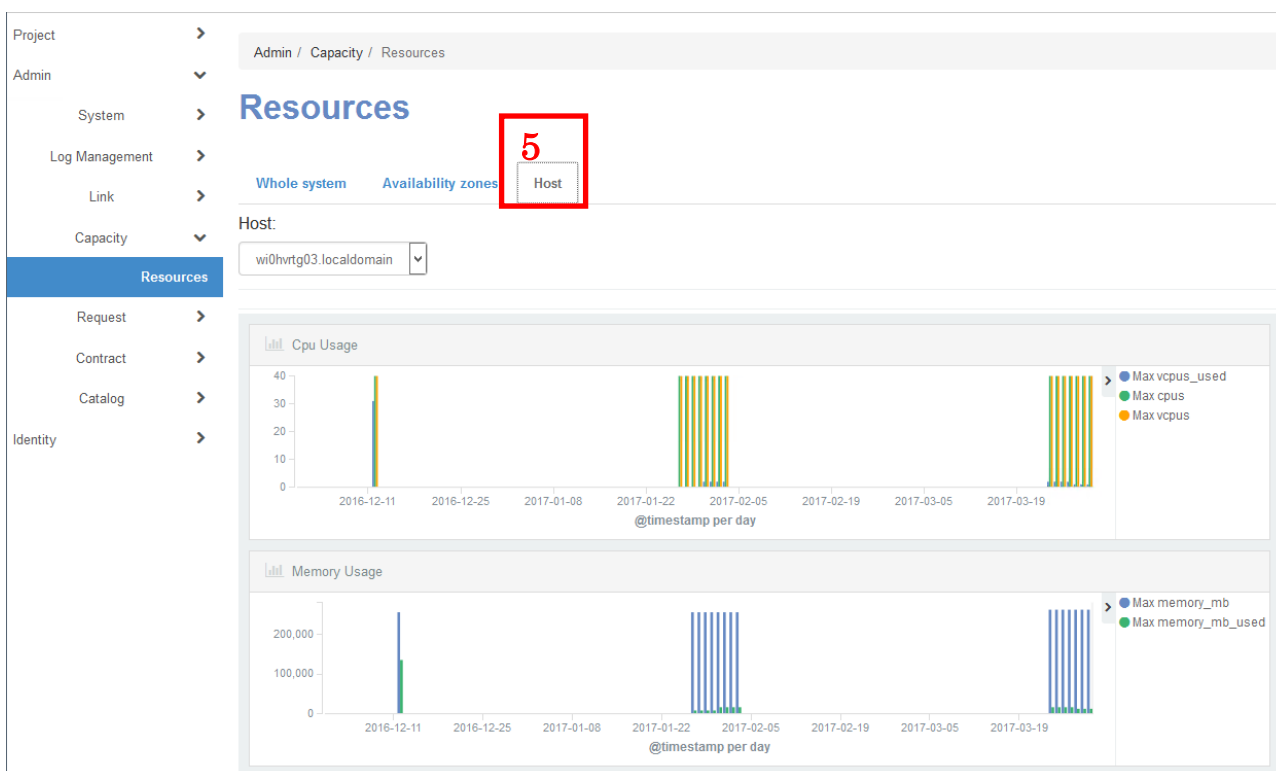 Project
Admin
System
Log Management
Link
Capacity
Resources
Request
Contract
Catalog
Identity
Admin / Capacity / Resources
Resources
5
Whole system Availability zones Host
Host:
wi0hvrtg03.localdomain
Cpu Usage
40
30
20
10
0
2016-12-11 2016-12-25 2017-01-08 2017-01-22 2017-02-05 2017-02-19 2017-03-05 2017-03-19
@timestamp per day
Max vcpus_used
Max cpus
Max vcpus
Memory Usage
200,000
100,000
0
2016-12-11 2016-12-25 2017-01-08 2017-01-22 2017-02-05 2017-02-19 2017-03-05 2017-03-19
@timestamp per day
Max memory_mb
Max memory_mb_used